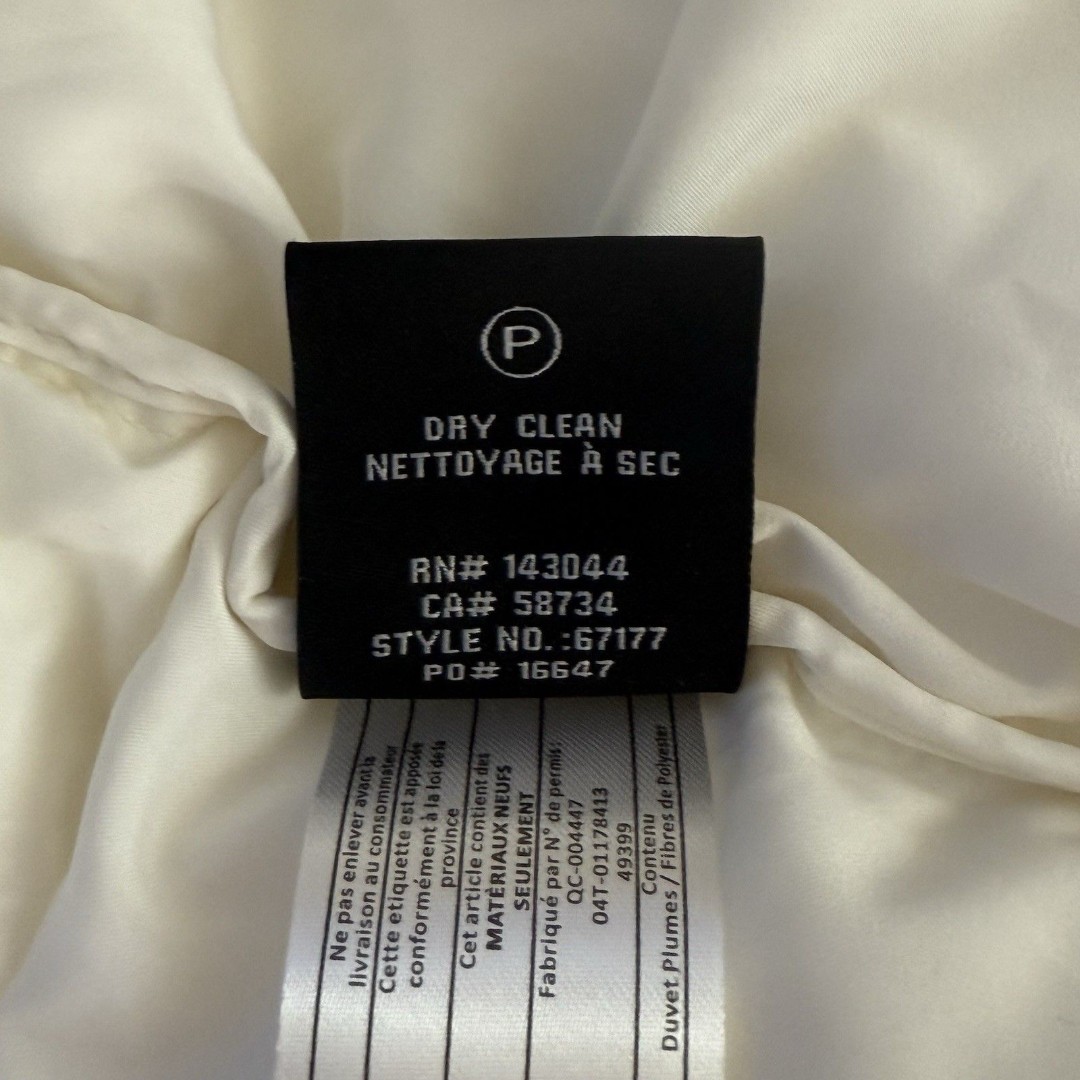 P
DRY CLEAN
NETTOYAGE À SEC
RN# 143044
CA# 58734
STYLE NO.:67177
PO# 16647
Ne pas enlever avant la
livraison au consommateur
Cette etiquette est apposée
conformément à la loi de la
province
Cet article contient des
MATÈRIAUX NEUFS
SEULEMENT
Fabriqué par N° de permis:
QC-004447
04T-01178413
49399
Contenu
Duvet Plumes / Fibres de Polyester